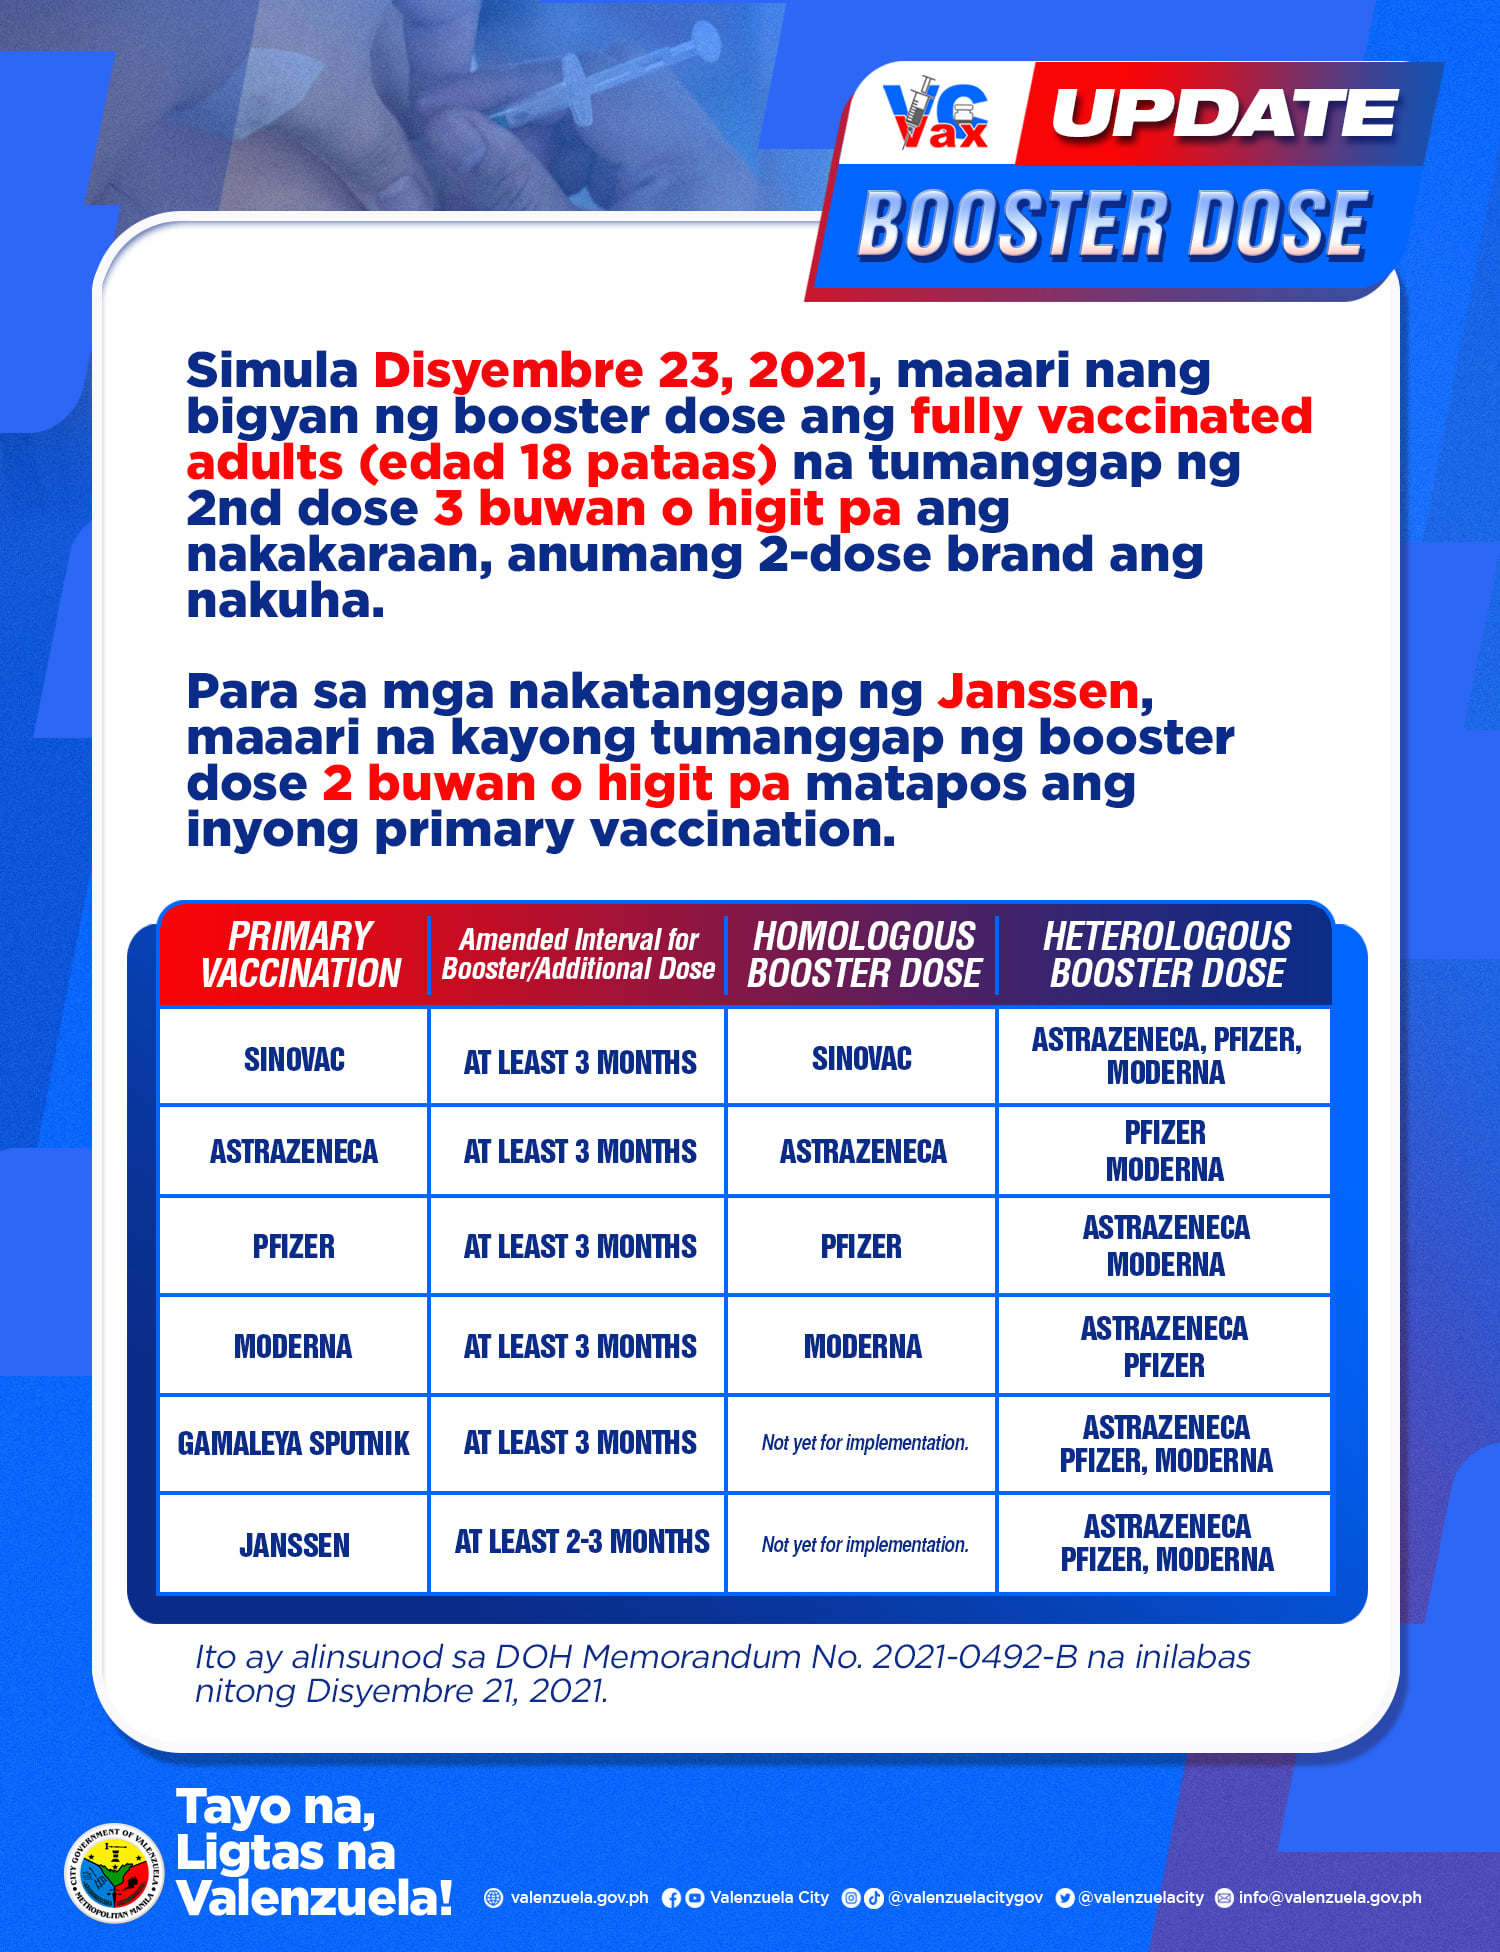 VC
Vax
UPDATE
BOOSTER DOSE
Simula Disyembre 23, 2021, maaari nang
bigyan ng booster dose ang fully vaccinated
adults (edad 18 pataas) na tumanggap ng
2nd dose 3 buwan o higit pa ang
nakakaraan, anumang 2-dose brand ang
nakuha.
Para sa mga nakatanggap ng Janssen,
maaari na kayong tumanggap ng booster
dose 2 buwan o higit pa matapos ang
inyong primary vaccination.
PRIMARY
VACCINATION
Amended Interval for
Booster/Additional Dose
HOMOLOGOUS
BOOSTER DOSE
HETEROLOGOUS
BOOSTER DOSE
SINOVAC
AT LEAST 3 MONTHS
SINOVAC
ASTRAZENECA, PFIZER,
MODERNA
ASTRAZENECA
AT LEAST 3 MONTHS
ASTRAZENECA
PFIZER
MODERNA
PFIZER
AT LEAST 3 MONTHS
PFIZER
ASTRAZENECA
MODERNA
MODERNA
AT LEAST 3 MONTHS
MODERNA
ASTRAZENECA
PFIZER
GAMALEYA SPUTNIK
AT LEAST 3 MONTHS
Not yet for implementation.
ASTRAZENECA
PFIZER, MODERNA
JANSSEN
AT LEAST 2-3 MONTHS
Not yet for implementation.
ASTRAZENECA
PFIZER, MODERNA
Ito ay alinsunod sa DOH Memorandum No. 2021-0492-B na inilabas
nitong Disyembre 21, 2021.
CITY GOVERNMENT OF VALENZUELA
METROPOLITAN MANILA
Tayo na,
Ligtas na
Valenzuela!
valenzuela.gov.ph
Valenzuela City
@valenzuelacitygov
@valenzuelacity
info@valenzuela.gov.ph